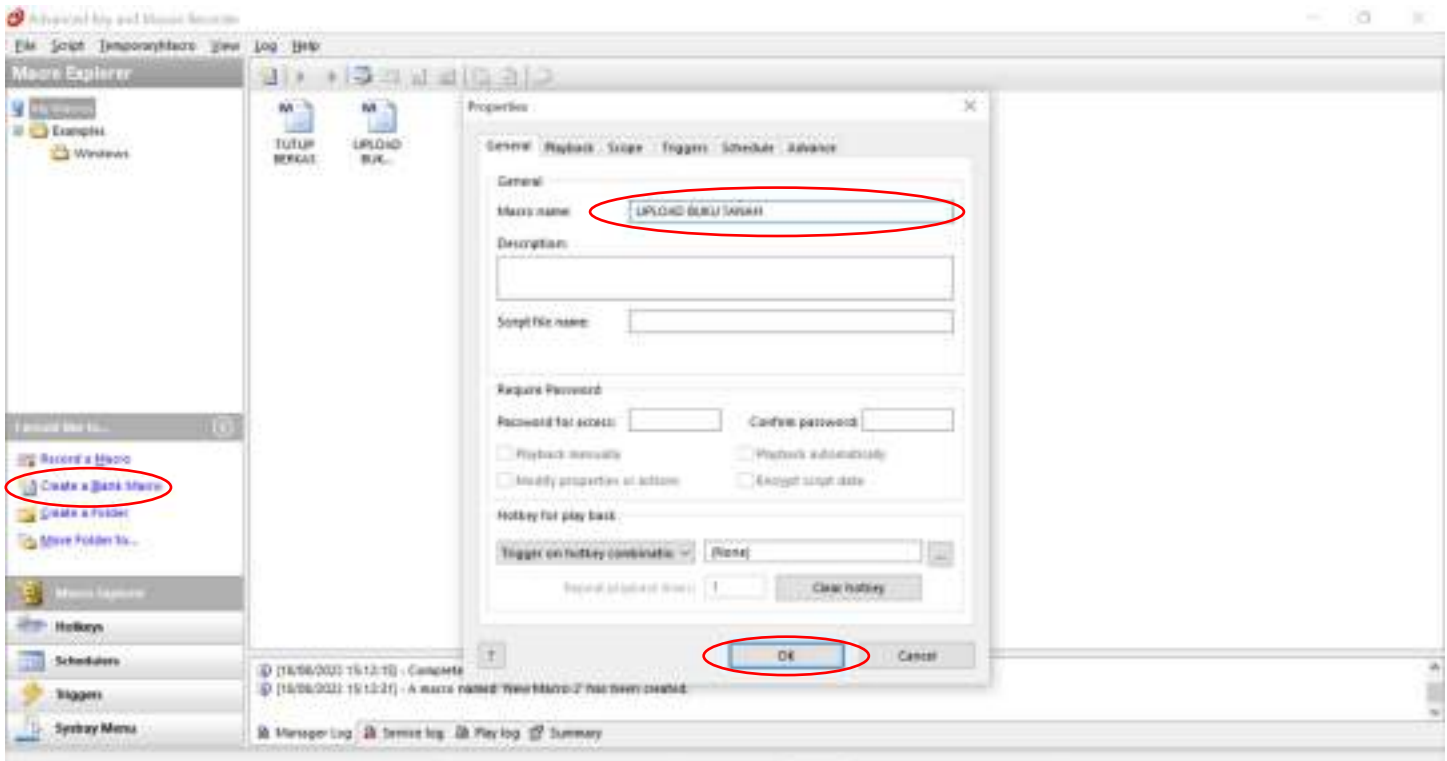 Advanced Key and Mouse Recorder
File Script TemporaryMacro View Log Help
Macro Explorer
My Macros
Examples
Windows
TUTUP
BERKAS
UPLOAD
BUK...
Properties
General Playback Scope Triggers Schedule Advance
General
Macro name:
UPLOAD BUKU TANAH
Description:
Script file name:
Require Password
Password for access:
Confirm password:
Playback manually
Playback automatically
Modify properties or actions
Encrypt script data
Hotkey for play back
Trigger on hotkey combinatio
(None)
...
Repeat playback times:
1
Clear hotkey
?
OK
Cancel
I would like to...
Record a Macro
Create a Blank Macro
Create a Folder
Move Folder to...
Macro Explorer
Hotkeys
Schedulers
Triggers
Systray Menu
- Complete
- A macro named 'New Macro 2' has been created.
Manager Log Service log Play log Summary